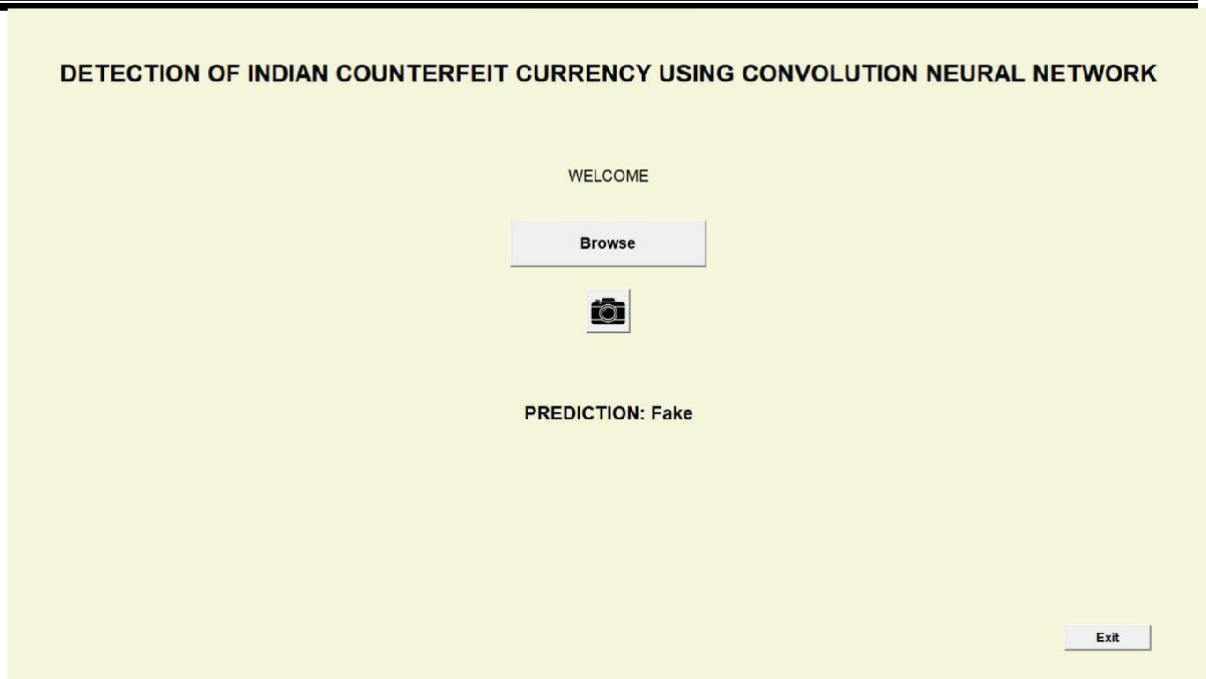 DETECTION OF INDIAN COUNTERFEIT CURRENCY USING CONVOLUTION NEURAL NETWORK
WELCOME
Browse
PREDICTION: Fake
Exit